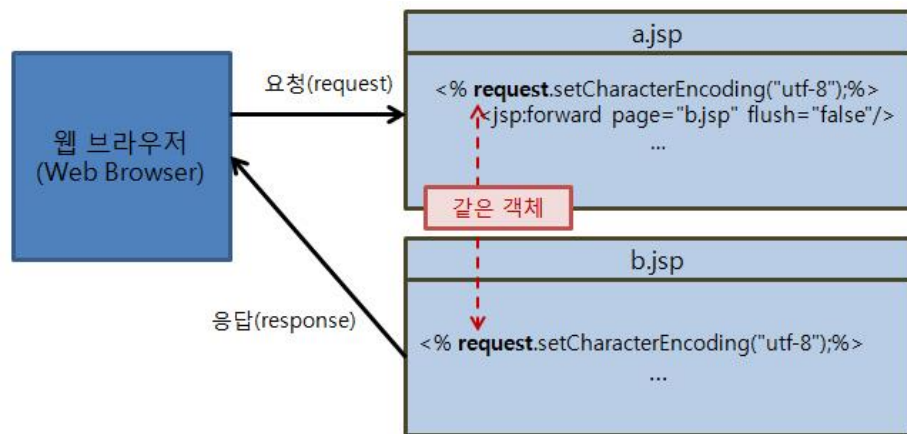 a.jsp
요청(request)
<% request.setCharacterEncoding("utf-8");%>
<jsp:forward page="b.jsp" flush="false"/>
...
웹 브라우저
(Web Browser)
같은 객체
b.jsp
응답(response)
<% request.setCharacterEncoding("utf-8");%>
...